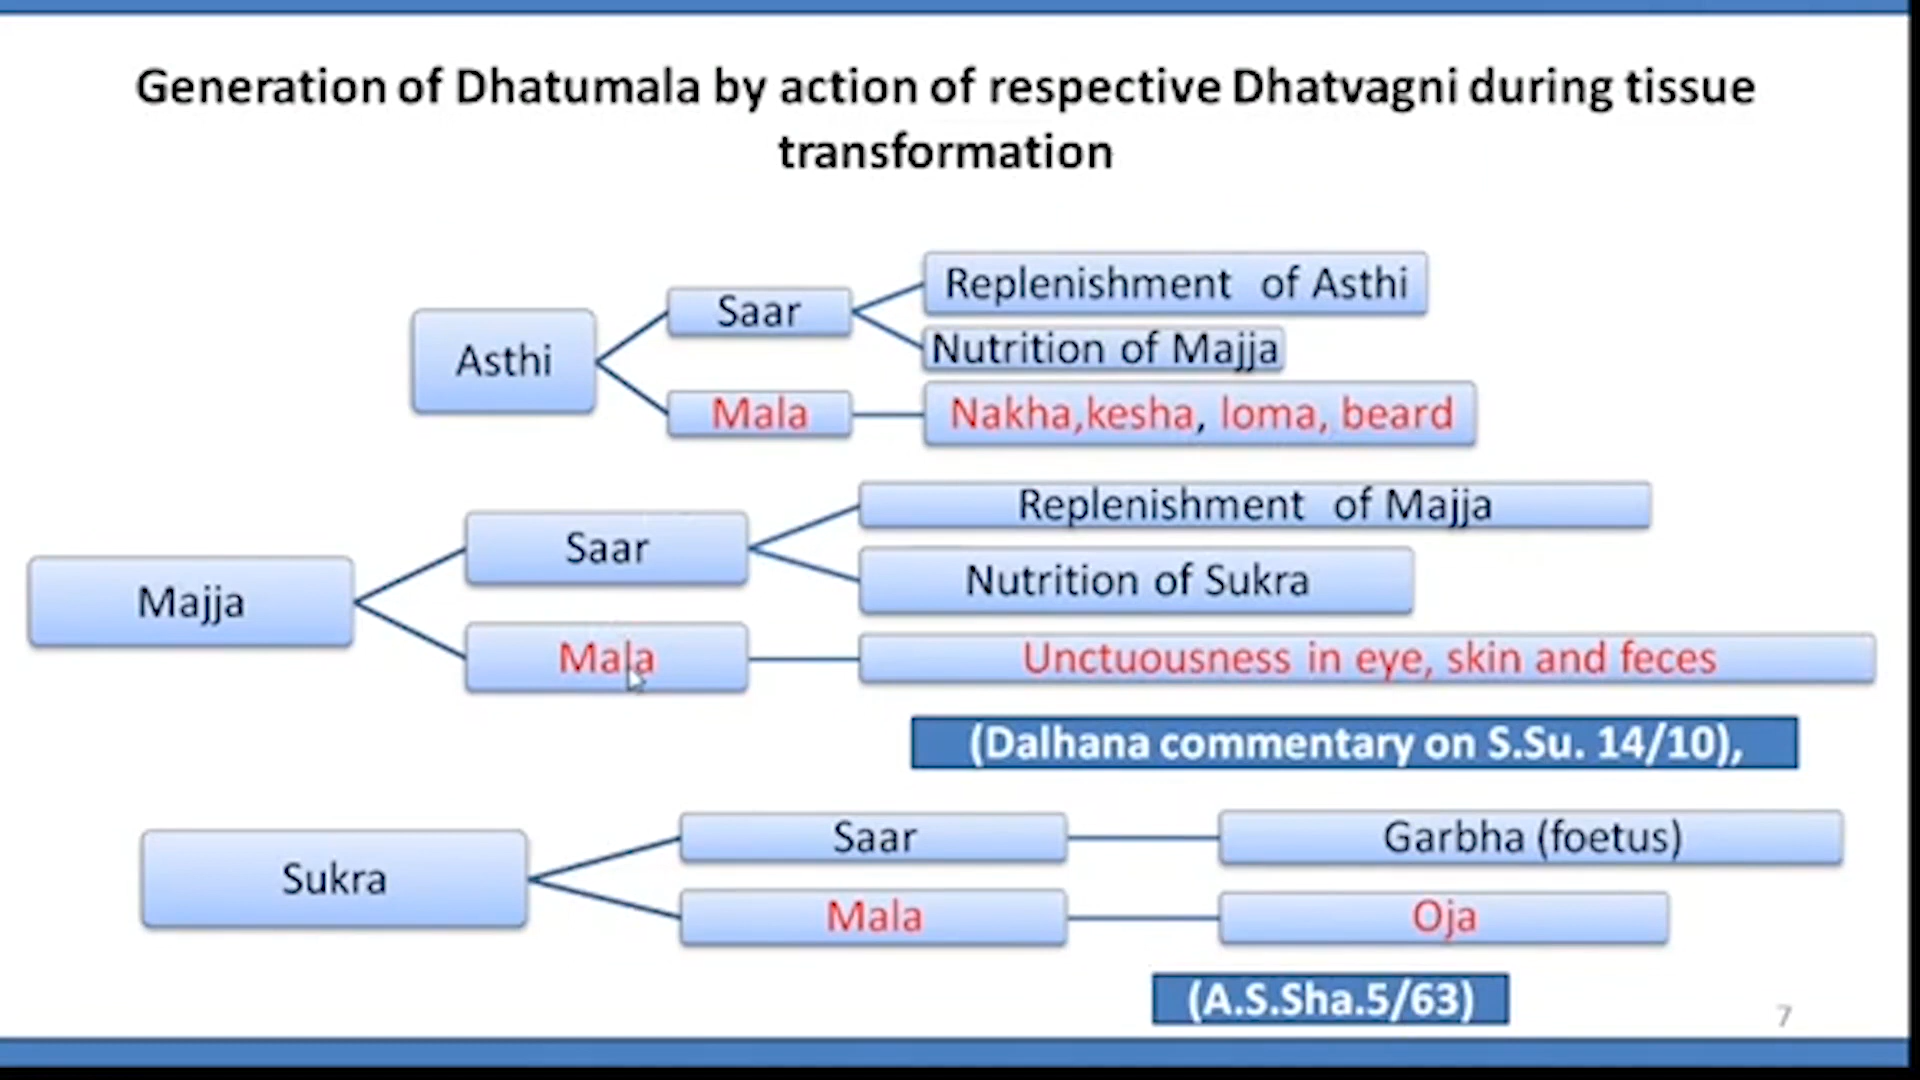 Generation of Dhatumala by action of respective Dhatvagni during tissue
transformation
Asthi
Saar
Replenishment of Asthi
Nutrition of Majja
Mala
Nakha,kesha, loma, beard
Majja
Saar
Replenishment of Majja
Nutrition of Sukra
Mala
Unctuousness in eye, skin and feces
(Dalhana commentary on S.Su. 14/10),
Sukra
Saar
Garbha (foetus)
Mala
Oja
(A.S.Sha.5/63)
7